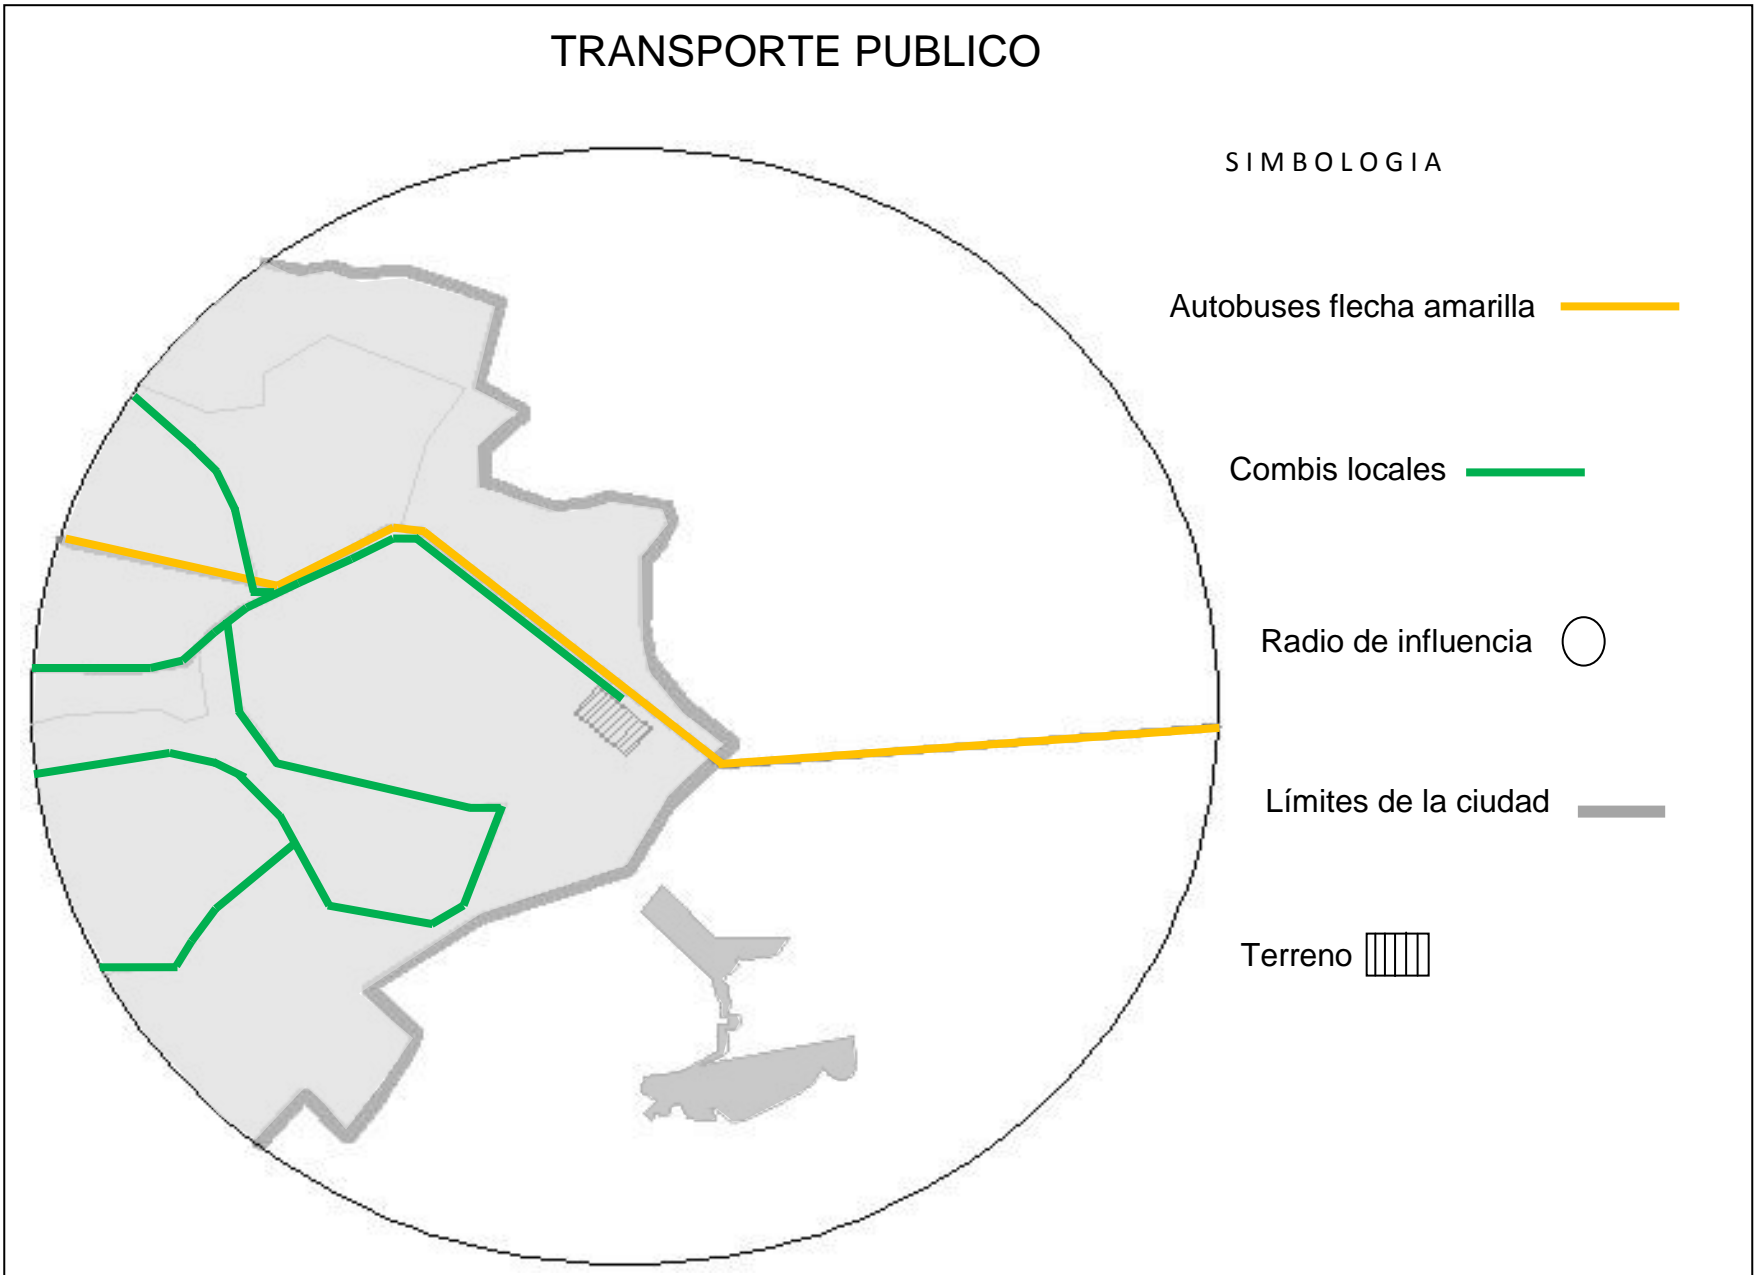 TRANSPORTE PUBLICO
SIMBOLOGIA
Autobuses flecha amarilla
Combis locales
Radio de influencia
Límites de la ciudad
Terreno